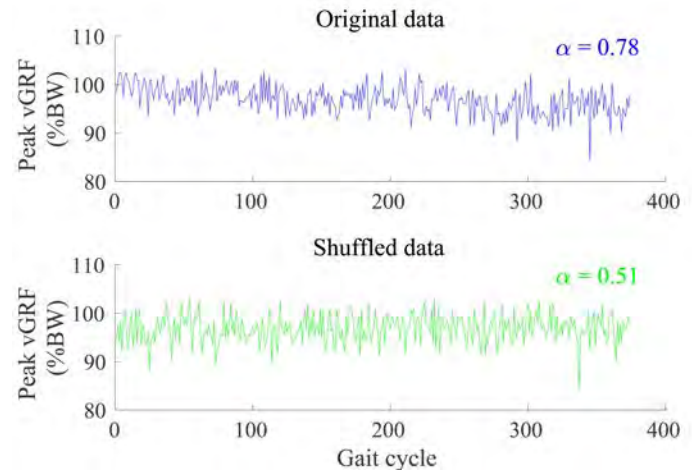 Original data
α = 0.78
110
100
90
80
Peak vGRF
(%BW)
0
100
200
300
400
Shuffled data
α = 0.51
110
100
90
80
Peak vGRF
(%BW)
0
100
200
300
400
Gait cycle